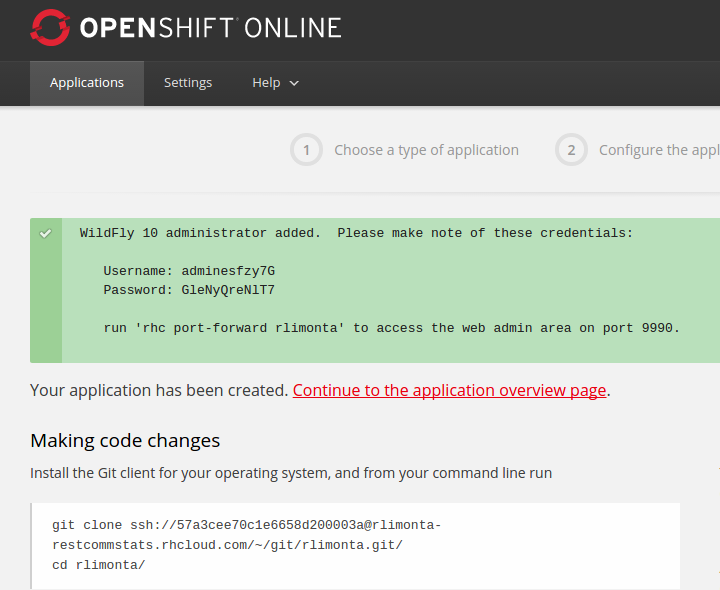 OPENSHIFT ONLINE
Applications Settings Help
1 Choose a type of application 2 Configure the appl
WildFly 10 administrator added. Please make note of these credentials:
Username: adminesfzy7G
Password: GleNyQreNlT7
run 'rhc port-forward rlimonta' to access the web admin area on port 9990.
Your application has been created. Continue to the application overview page.
Making code changes
Install the Git client for your operating system, and from your command line run
git clone ssh://57a3cee70c1e6658d200003a@rlimonta-
restcommstats.rhcloud.com/~/git/rlimonta.git/
cd rlimonta/